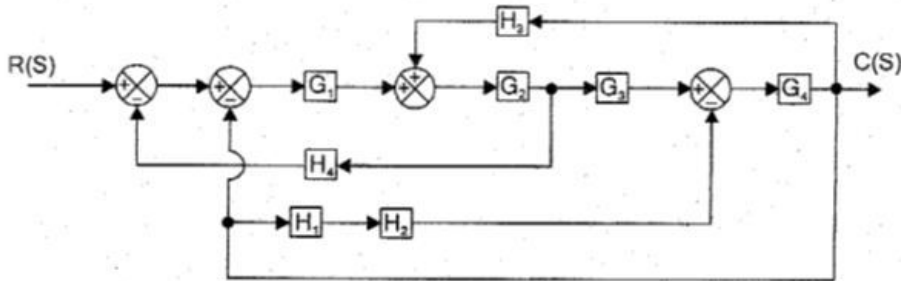 H₃
R(S) + − + − G₁ + + G₂ G₃ + − G₄ C(S)
H₄
H₁ H₂